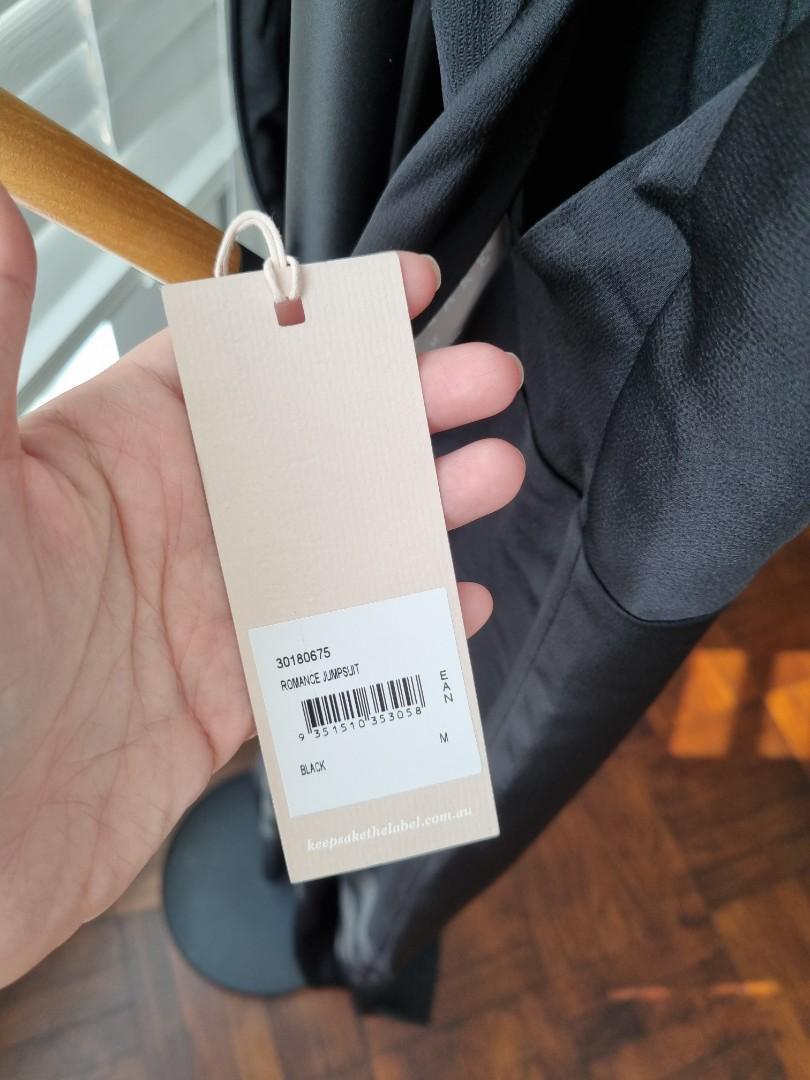 30180675
ROMANCE JUMPSUIT
EAN
9 351510 353058
M
BLACK
keepsakethelabel.com.au